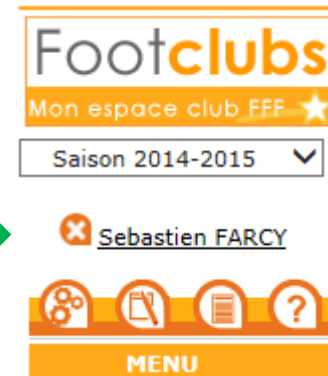 Footclubs
Mon espace club FFF
Saison 2014-2015
Sebastien FARCY
?
MENU